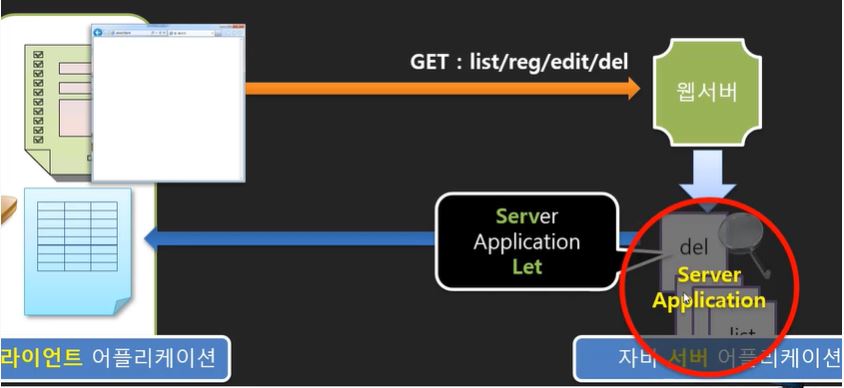 GET : list/reg/edit/del
웹서버
Server
Application
Let
del
Server
Application
list
라이언트 어플리케이션
자바 서버 어플리케이션